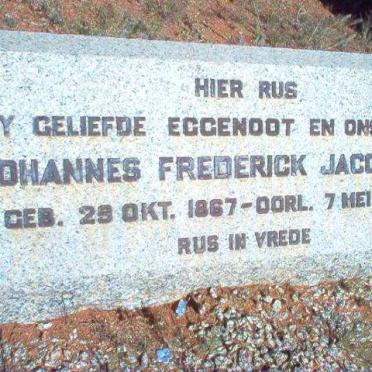 HIER RUS
Y GELIEFDE EGGENOOT EN ONS
OHANNES FREDERICK JACO
GEB. 29 OKT. 1867-OORL. 7 MEI
RUS IN VREDE